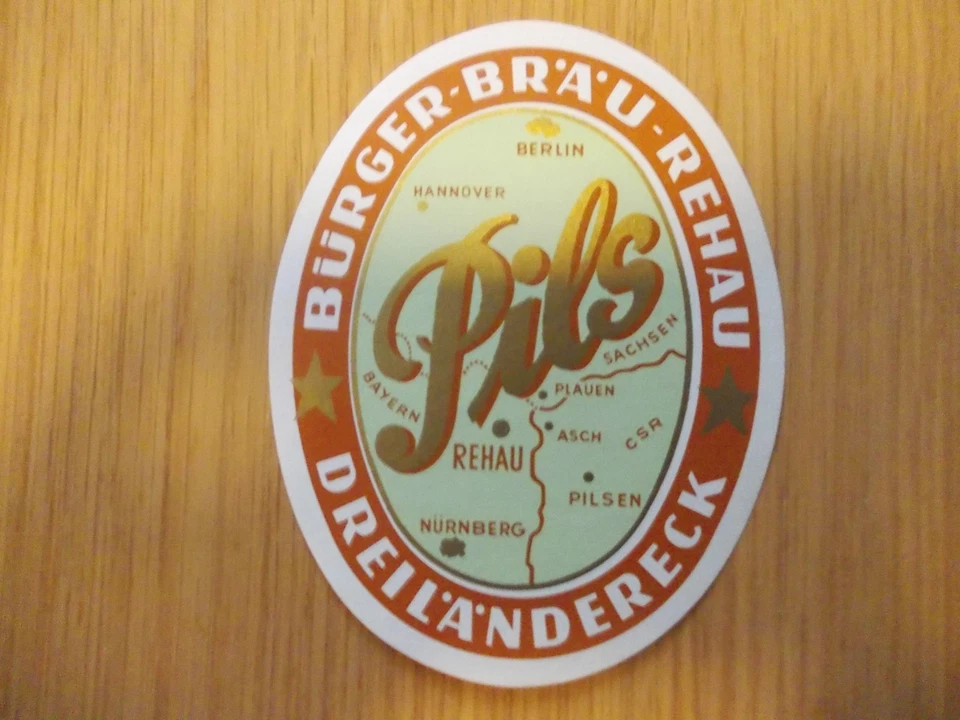 BÜRGER-BRÄU-REHAU
BERLIN
HANNOVER
Pils
SACHSEN
BAYERN
PLAUEN
ASCH
CSR
REHAU
PILSEN
NÜRNBERG
DREILÄNDERECK